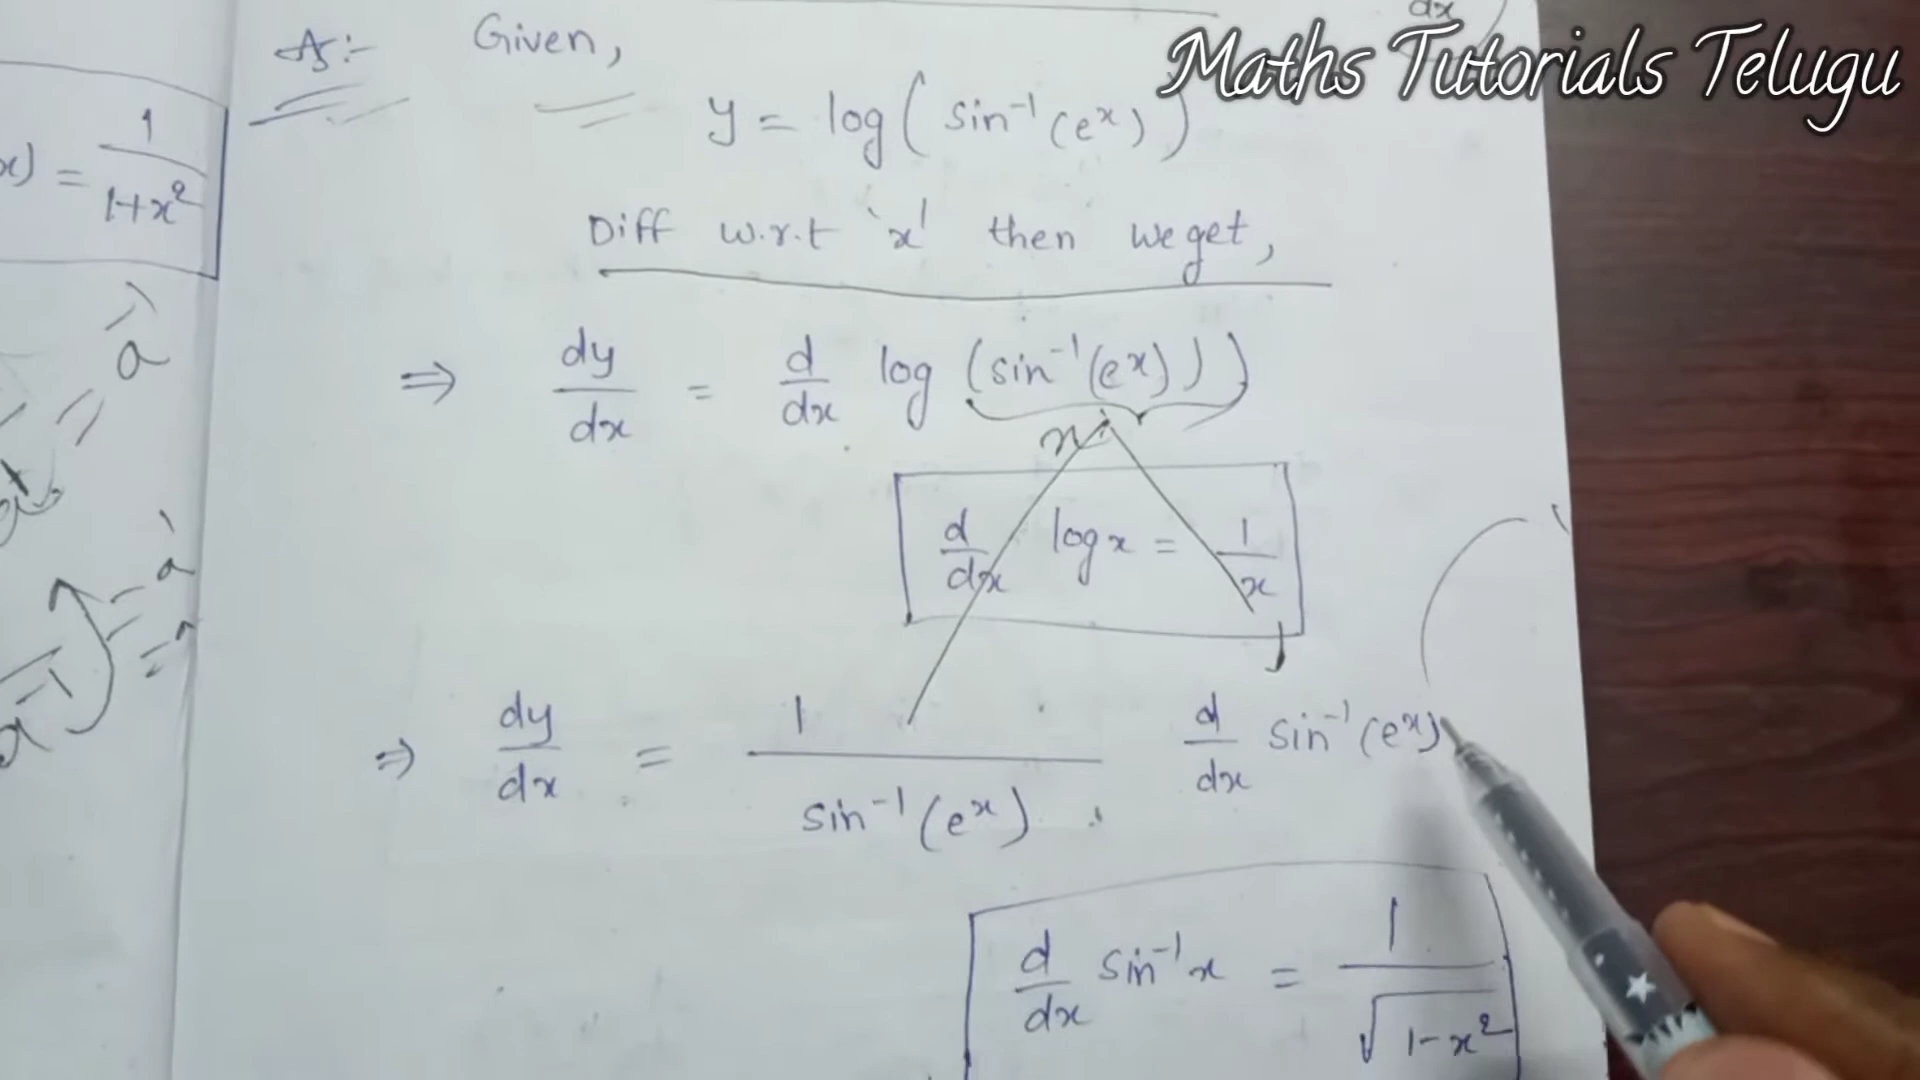 dx
Maths Tutorials Telugu
A:- Given,
y = log(sin⁻¹(eˣ))
Diff w.r.t 'x' then we get,
⇒ dy/dx = d/dx log (sin⁻¹(eˣ))
x
d/dx log x = 1/x
⇒ dy/dx = 1/sin⁻¹(eˣ) . d/dx sin⁻¹(eˣ)
d/dx sin⁻¹x = 1/√1-x²
x) = 1/1+x²